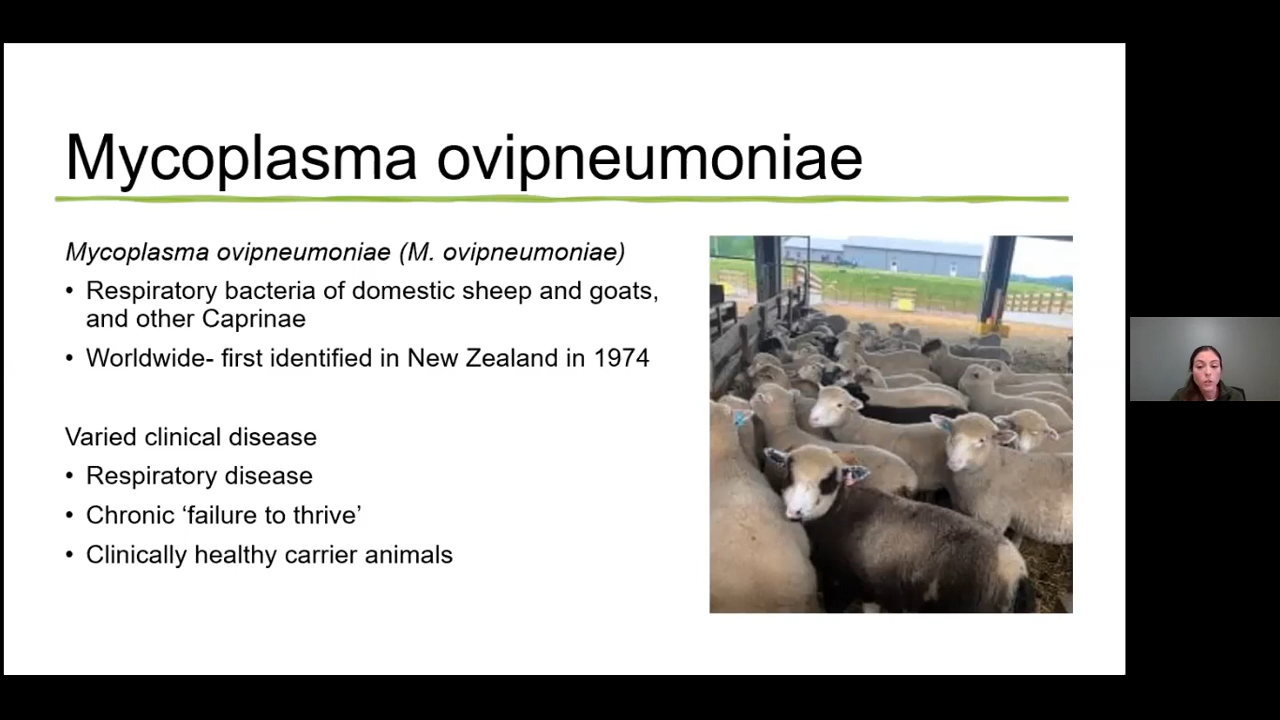 Mycoplasma ovipneumoniae
Mycoplasma ovipneumoniae (M. ovipneumoniae)
• Respiratory bacteria of domestic sheep and goats,
and other Caprinae
• Worldwide- first identified in New Zealand in 1974
Varied clinical disease
• Respiratory disease
• Chronic ‘failure to thrive’
• Clinically healthy carrier animals